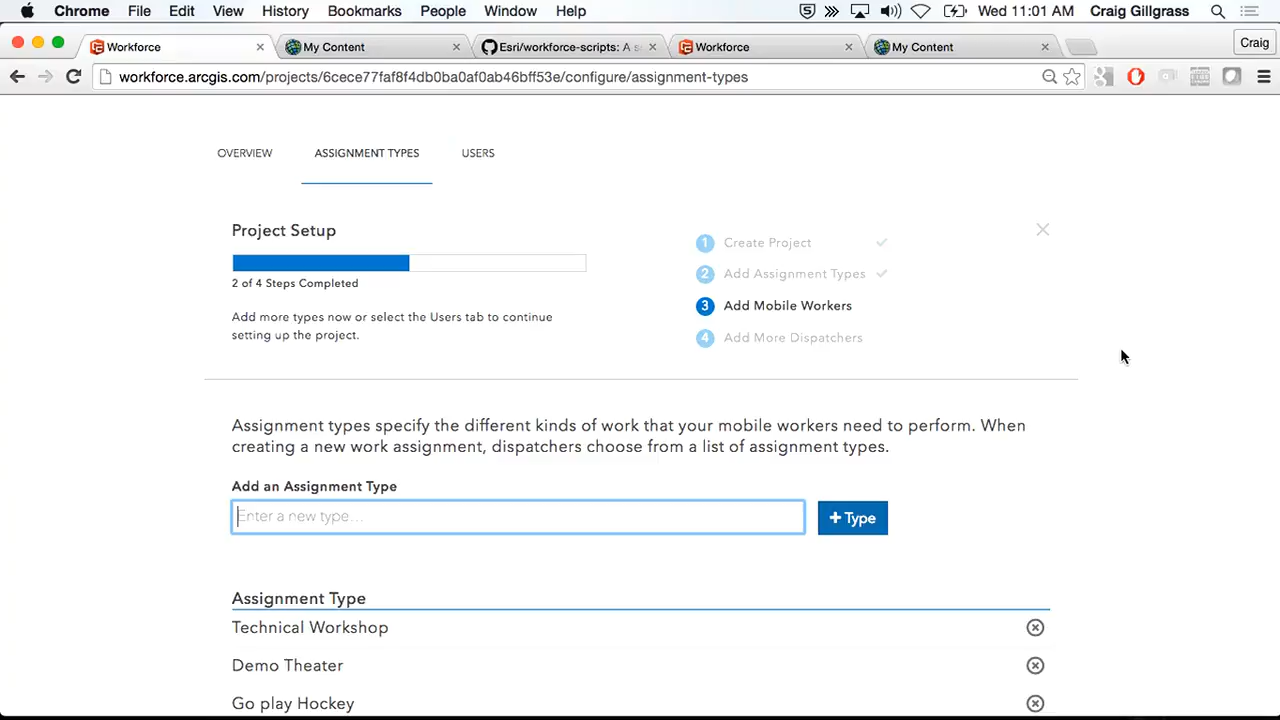 Chrome File Edit View History Bookmarks People Window Help Wed 11:01 AM Craig Gillgrass
Workforce My Content Esri/workforce-scripts: A s Workforce My Content Craig
workforce.arcgis.com/projects/6cece77faf8f4db0ba0af0ab46bff53e/configure/assignment-types
OVERVIEW ASSIGNMENT TYPES USERS
Project Setup
2 of 4 Steps Completed
Add more types now or select the Users tab to continue
setting up the project.
1 Create Project
2 Add Assignment Types
3 Add Mobile Workers
4 Add More Dispatchers
Assignment types specify the different kinds of work that your mobile workers need to perform. When
creating a new work assignment, dispatchers choose from a list of assignment types.
Add an Assignment Type
Enter a new type...
+ Type
Assignment Type
Technical Workshop
Demo Theater
Go play Hockey